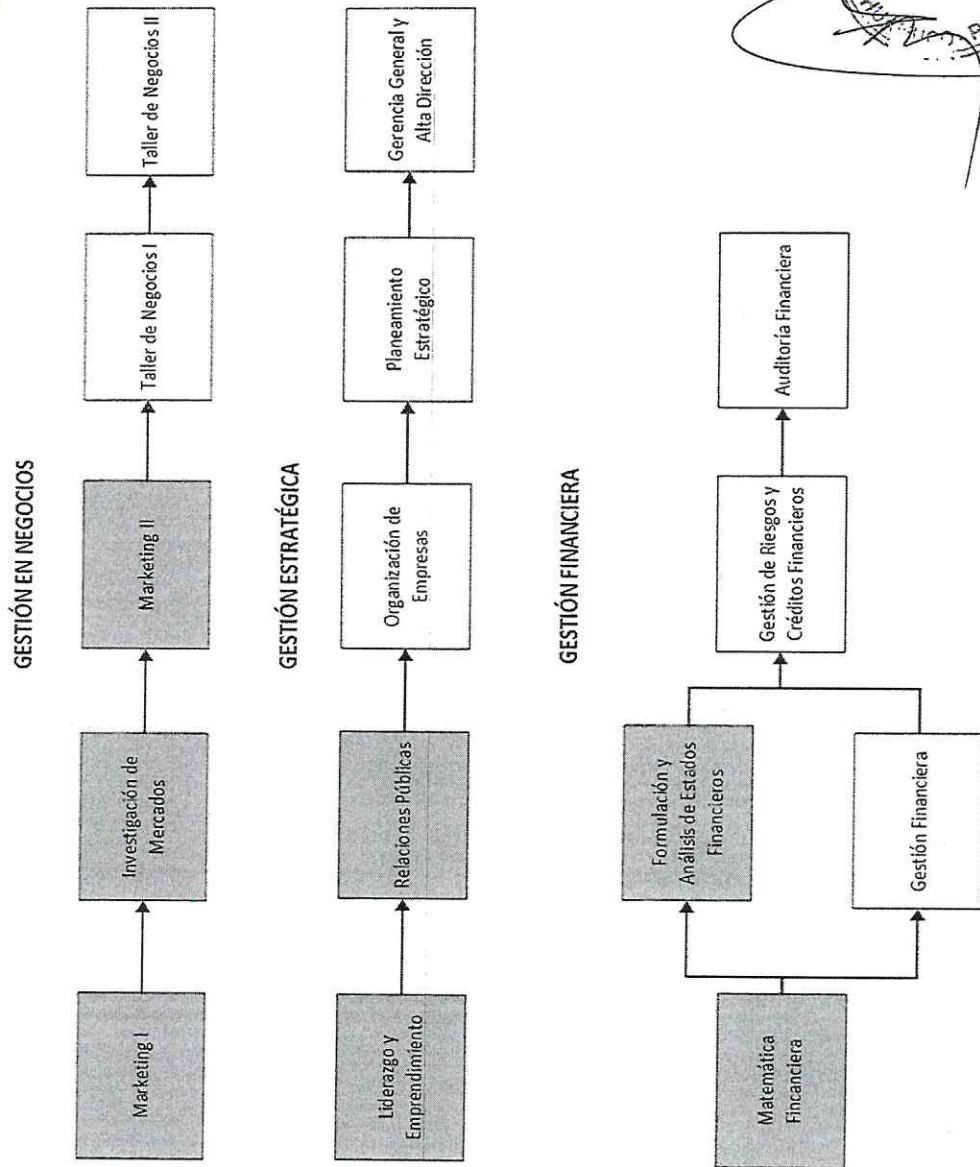 GESTIÓN EN NEGOCIOS
Marketing I
Investigación de
Mercados
Marketing II
Taller de Negocios I
Taller de Negocios II
GESTIÓN ESTRATÉGICA
Liderazgo y
Emprendimiento
Relaciones Públicas
Organización de
Empresas
Planeamiento
Estratégico
Gerencia General y
Alta Dirección
GESTIÓN FINANCIERA
Matemática
Fincanciera
Formulación y
Análisis de Estados
Financieros
Gestión Financiera
Gestión de Riesgos y
Créditos Financieros
Auditoría Financiera